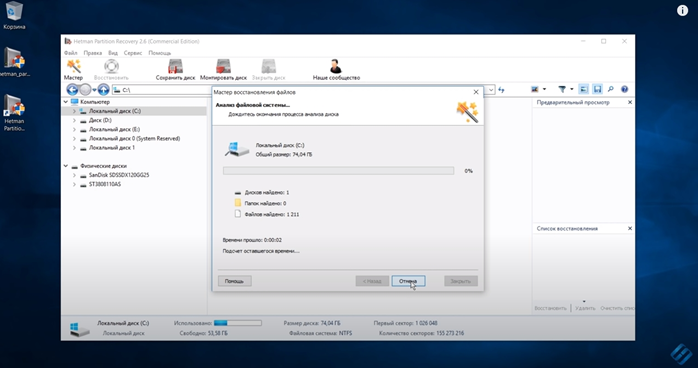 Корзина
Hetman Partition Recovery 2.6 (Commercial Edition)
Файл Правка Вид Сервис Помощь
Мастер Восстановить Сохранить диск Монтировать диск Закрыть диск Наше сообщество
hetman_par...
C:\
Мастер восстановления файлов
Компьютер
Предварительный просмотр
Анализ файловой системы...
Локальный диск (C:)
Дождитесь окончания процесса анализа диска
Hetman
Partitio...
Диск (D:)
Локальный диск (E:)
Локальный диск 0 (System Reserved)
Локальный диск 1
Локальный диск (C:)
Общий размер: 74,04 ГБ
Физические диски
0%
SanDisk SDSSDX120GG25
ST3808110AS
Дисков найдено: 1
Папок найдено: 0
Файлов найдено: 1 211
Список восстановления
Времени прошло: 0:00:02
Подсчет оставшегося времени...
Помощь < Назад Отмена Закрыть
Восстановить Удалить Очистить спи
Локальный диск (C:) Использовано: Размер диска: 74,04 ГБ Первый сектор: 1 026 048
Локальный диск Свободно: 53,58 ГБ Файловая система: NTFS Количество секторов: 155 273 216